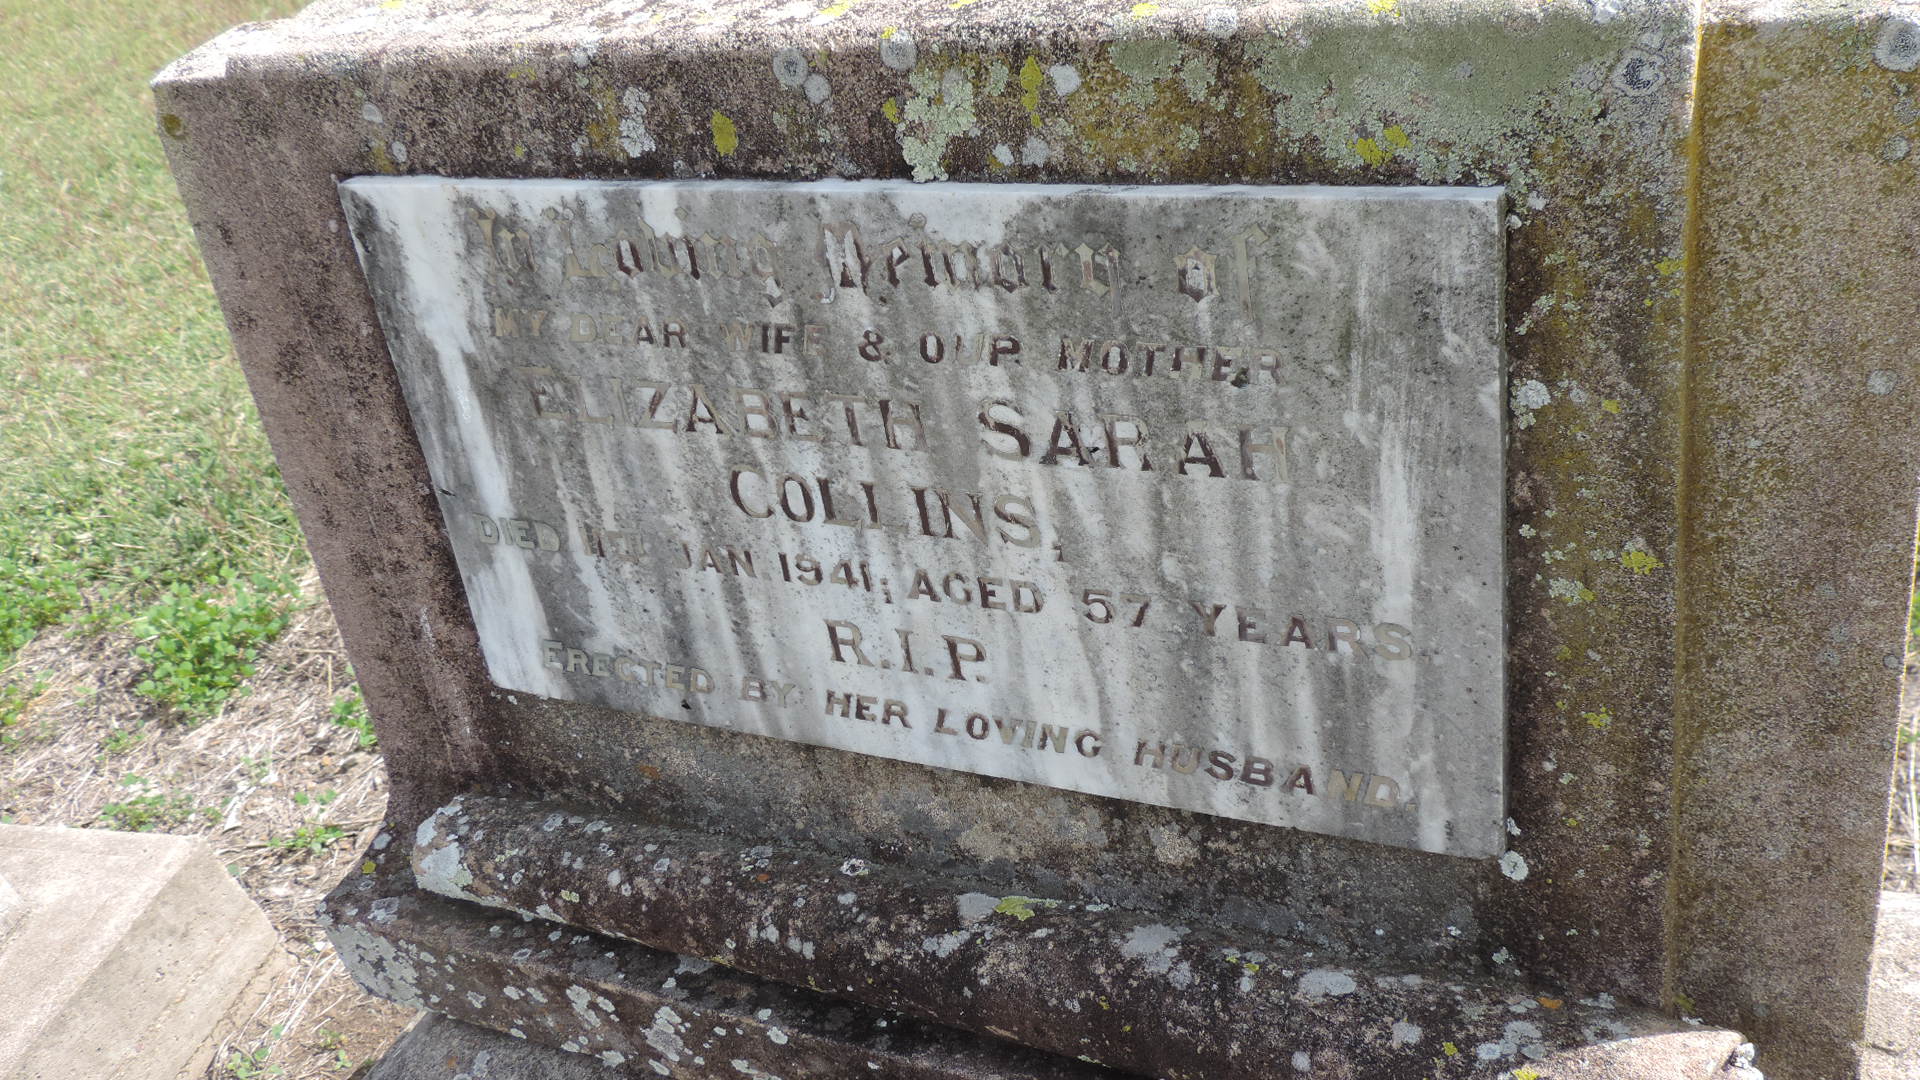 In Loving Memory of
MY DEAR WIFE & OUR MOTHER
ELIZABETH SARAH
COLLINS,
DIED JAN. 1941; AGED 57 YEARS
R.I.P.
ERECTED BY HER LOVING HUSBAND.